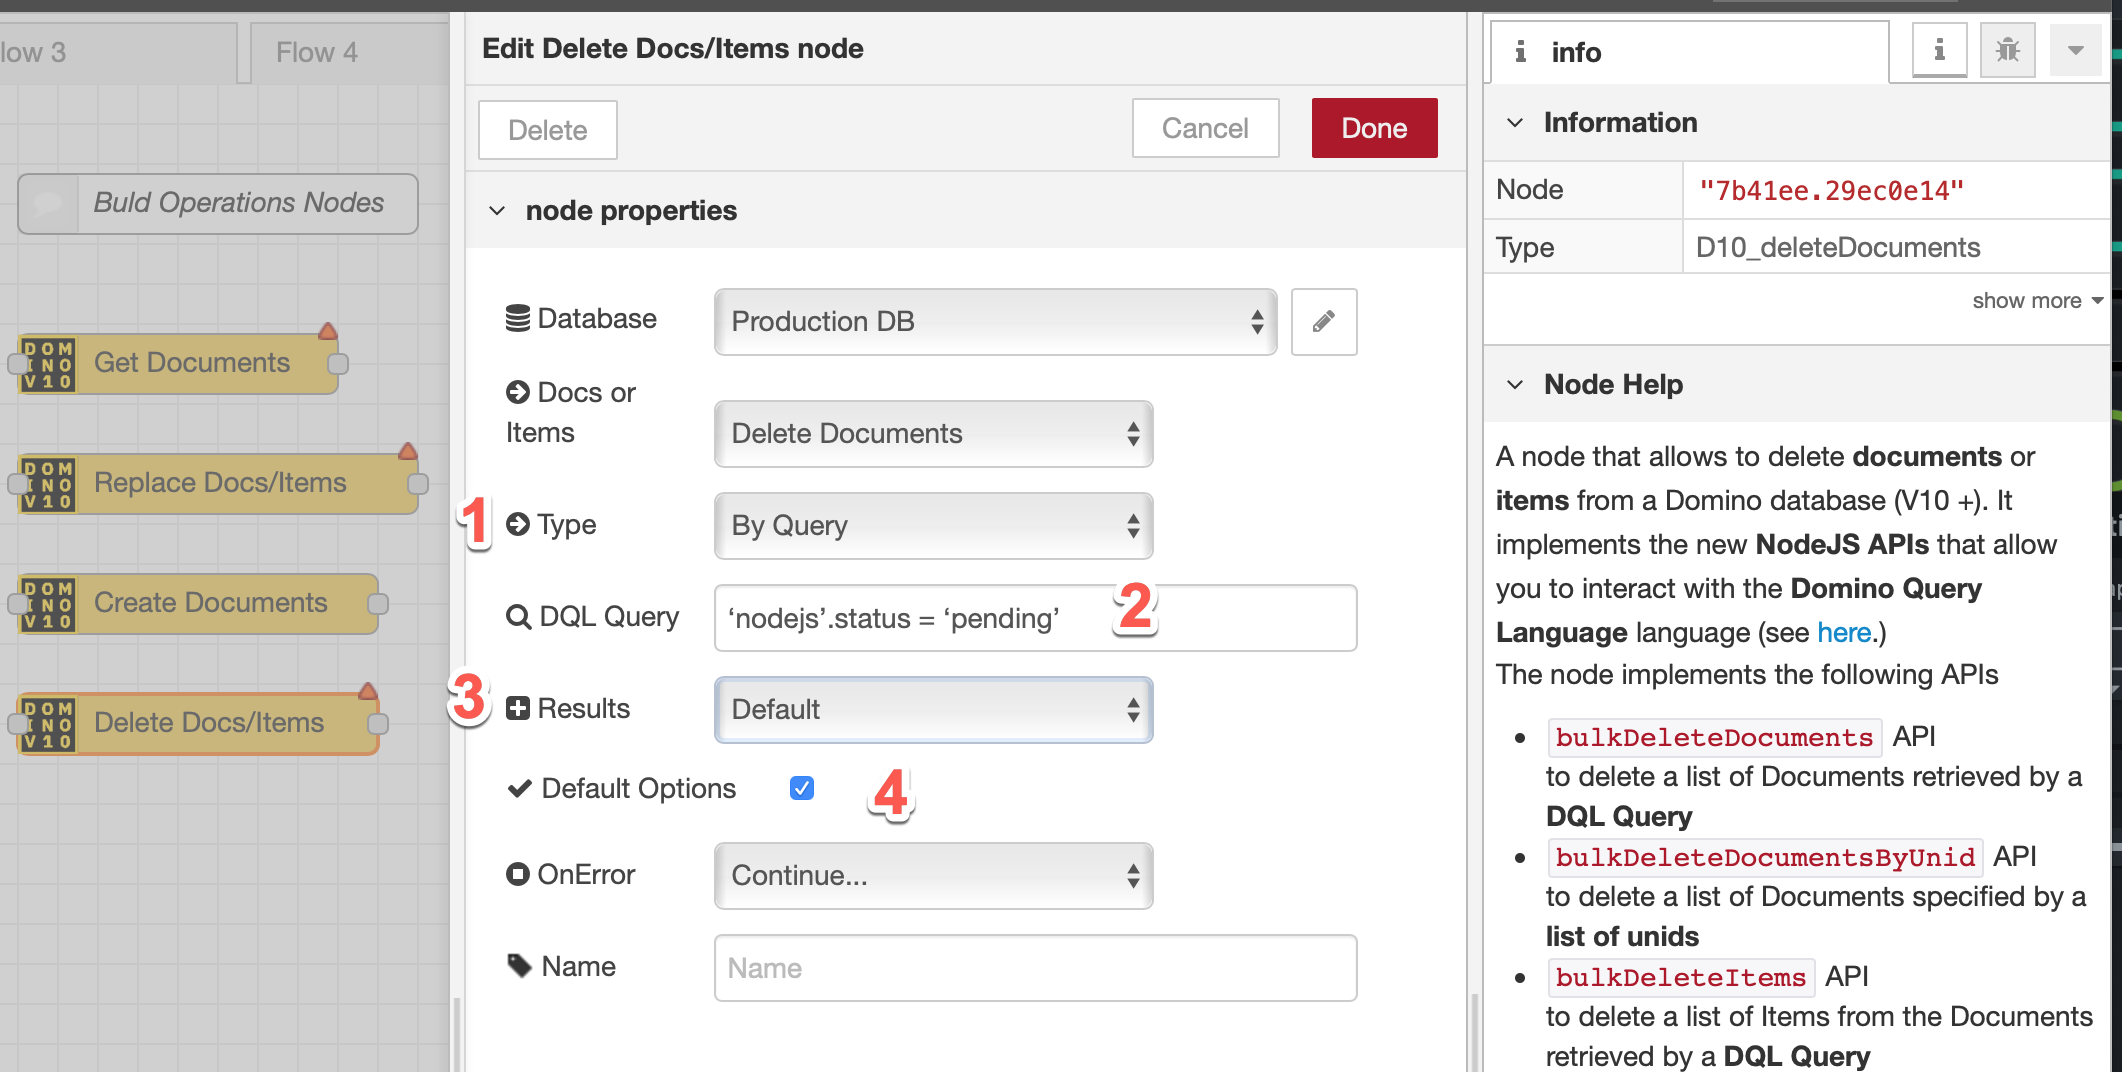 low 3
Flow 4
Buld Operations Nodes
DOM
INO
V10
Get Documents
DOM
INO
V10
Replace Docs/Items
DOM
INO
V10
Create Documents
DOM
INO
V10
Delete Docs/Items
Edit Delete Docs/Items node
Delete
Cancel
Done
node properties
Database
Production DB
Docs or
Items
Delete Documents
1
Type
By Query
DQL Query
‘nodejs’.status = ‘pending’
2
3
Results
Default
Default Options
4
OnError
Continue...
Name
Name
i info
i
Information
Node
"7b41ee.29ec0e14"
Type
D10_deleteDocuments
show more
Node Help
A node that allows to delete documents or
items from a Domino database (V10 +). It
implements the new NodeJS APIs that allow
you to interact with the Domino Query
Language language (see here.)
The node implements the following APIs
• bulkDeleteDocuments API
to delete a list of Documents retrieved by a
DQL Query
• bulkDeleteDocumentsByUnid API
to delete a list of Documents specified by a
list of unids
• bulkDeleteItems API
to delete a list of Items from the Documents
retrieved by a DQL Query